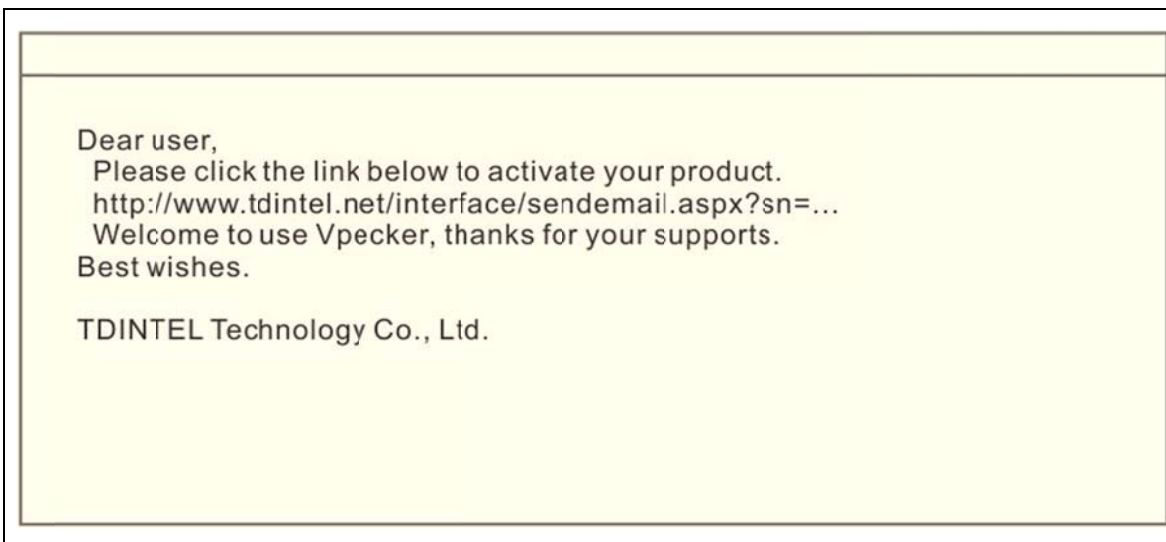 Dear user,
Please click the link below to activate your product.
http://www.tdintel.net/interface/sendemail.aspx?sn=...
Welcome to use Vpecker, thanks for your supports.
Best wishes.
TDINTEL Technology Co., Ltd.